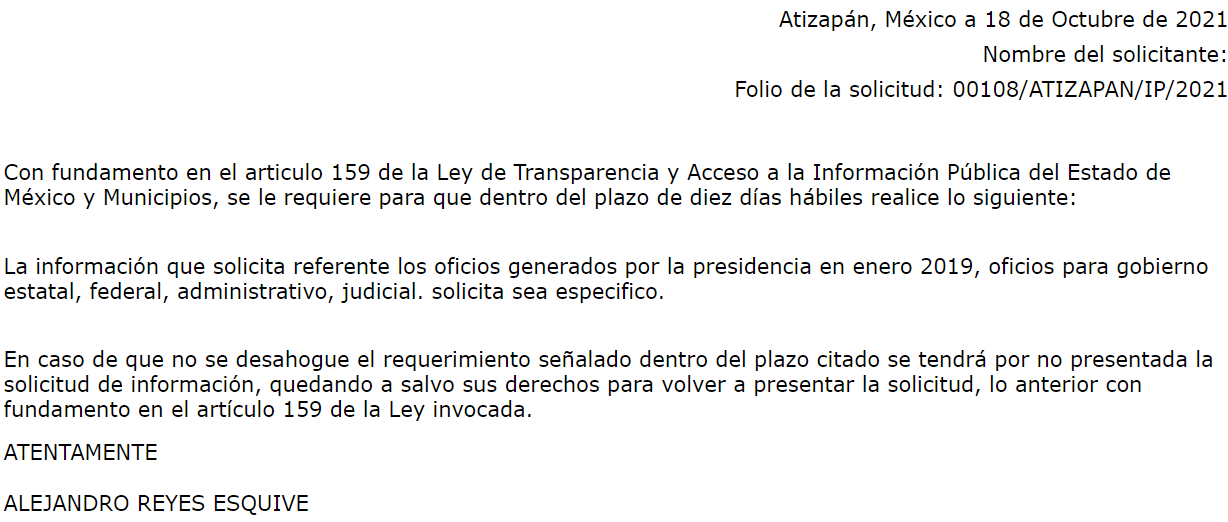 Atizapán, México a 18 de Octubre de 2021
Nombre del solicitante:
Folio de la solicitud: 00108/ATIZAPAN/IP/2021
Con fundamento en el articulo 159 de la Ley de Transparencia y Acceso a la Información Pública del Estado de
México y Municipios, se le requiere para que dentro del plazo de diez días hábiles realice lo siguiente:
La información que solicita referente los oficios generados por la presidencia en enero 2019, oficios para gobierno
estatal, federal, administrativo, judicial. solicita sea especifico.
En caso de que no se desahogue el requerimiento señalado dentro del plazo citado se tendrá por no presentada la
solicitud de información, quedando a salvo sus derechos para volver a presentar la solicitud, lo anterior con
fundamento en el artículo 159 de la Ley invocada.
ATENTAMENTE
ALEJANDRO REYES ESQUIVE